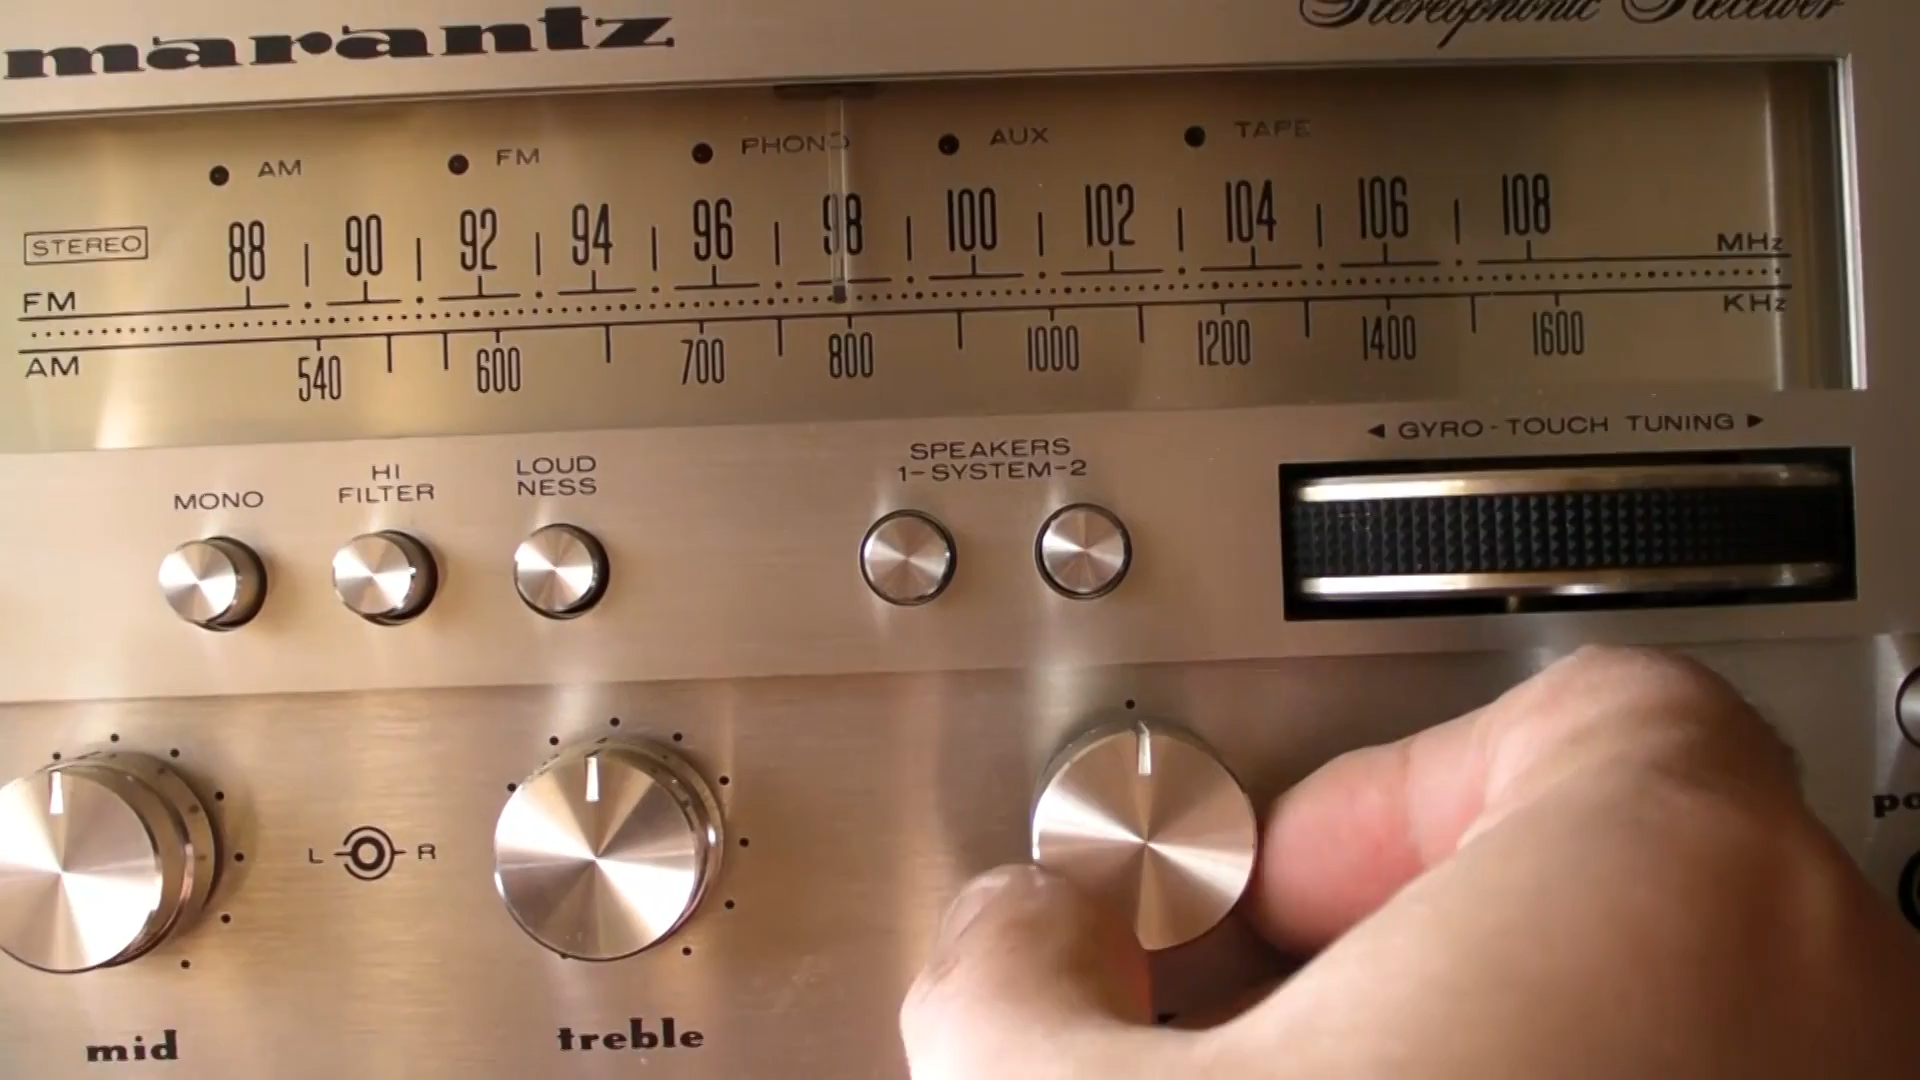 marantz
Stereophonic Receiver
AM FM PHONO AUX TAPE
STEREO
88 90 92 94 96 98 100 102 104 106 108 MHz
FM
KHz
AM
540 600 700 800 1000 1200 1400 1600
◄ GYRO-TOUCH TUNING ►
MONO
HI
FILTER
LOUD
NESS
SPEAKERS
1-SYSTEM-2
L R
mid
treble